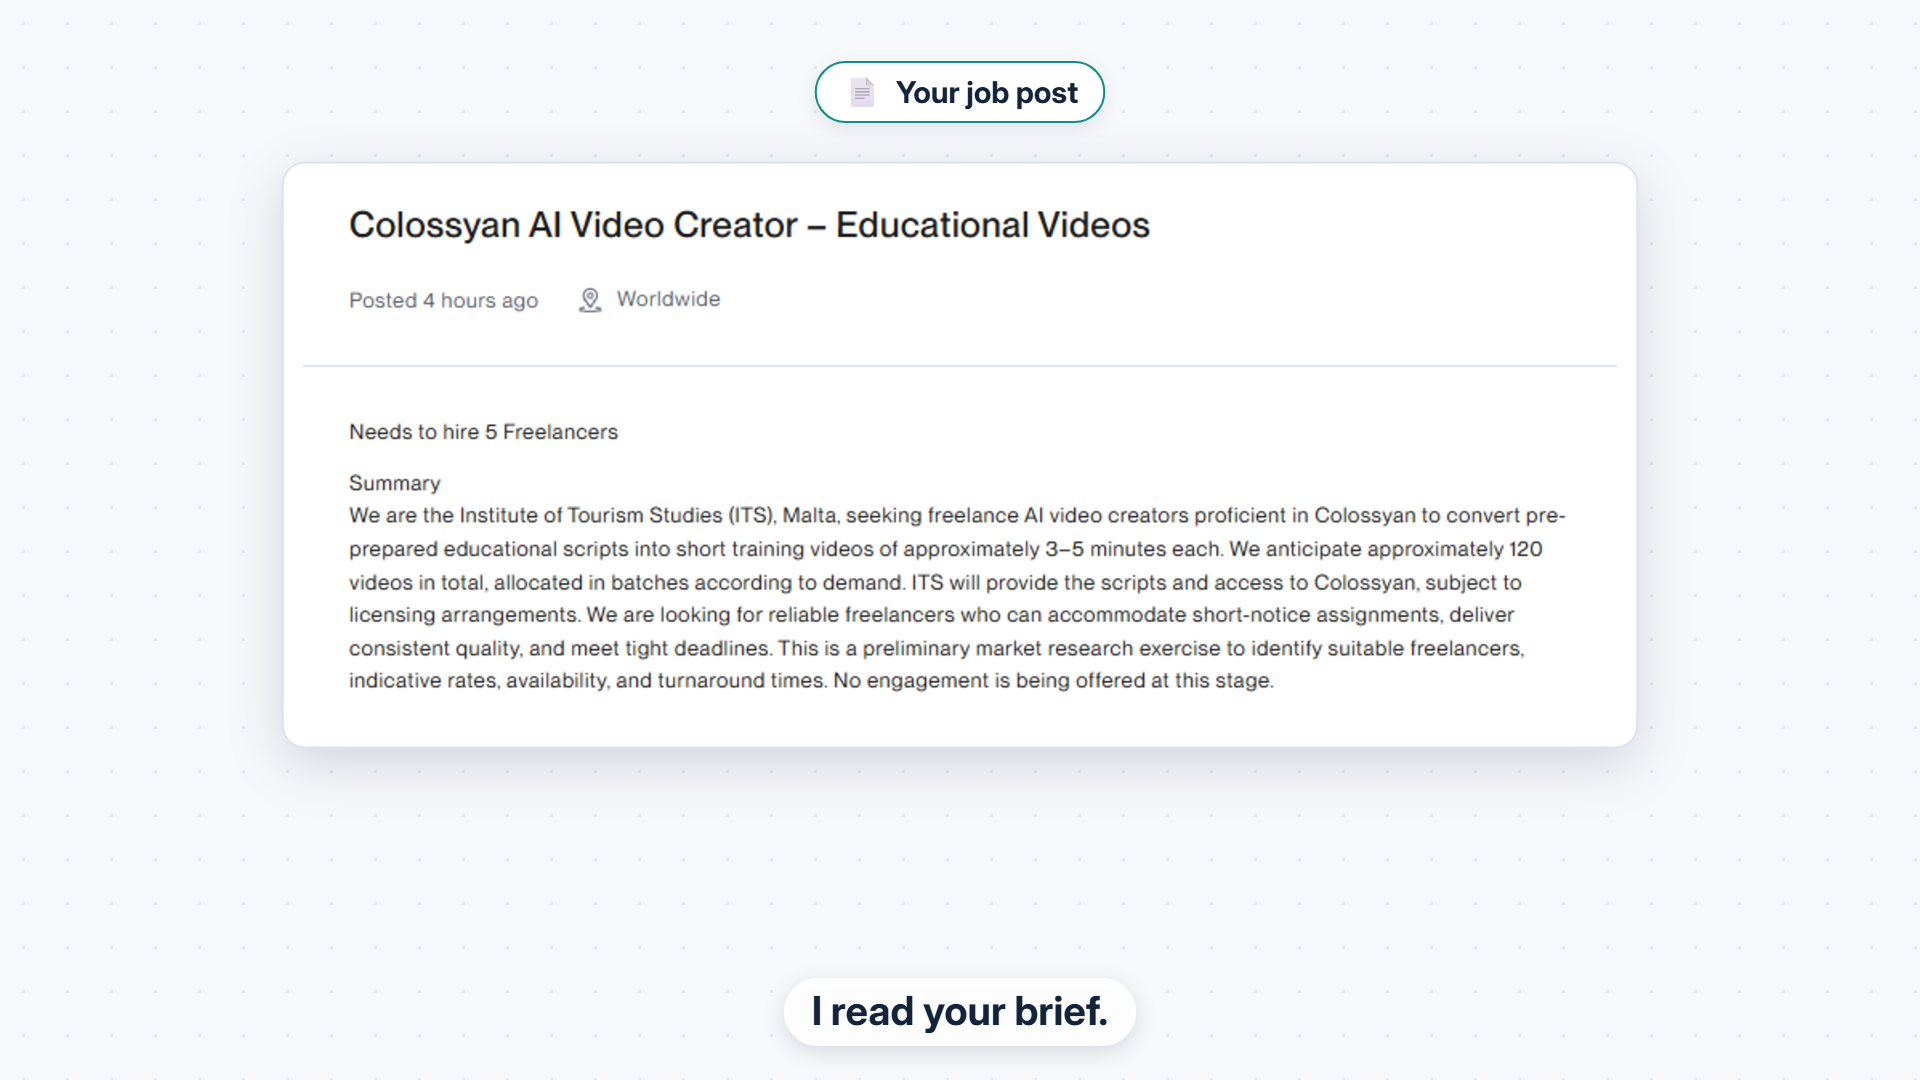 Your job post
Colossyan AI Video Creator – Educational Videos
Posted 4 hours ago
Worldwide
Needs to hire 5 Freelancers
Summary
We are the Institute of Tourism Studies (ITS), Malta, seeking freelance AI video creators proficient in Colossyan to convert pre-
prepared educational scripts into short training videos of approximately 3–5 minutes each. We anticipate approximately 120
videos in total, allocated in batches according to demand. ITS will provide the scripts and access to Colossyan, subject to
licensing arrangements. We are looking for reliable freelancers who can accommodate short-notice assignments, deliver
consistent quality, and meet tight deadlines. This is a preliminary market research exercise to identify suitable freelancers,
indicative rates, availability, and turnaround times. No engagement is being offered at this stage.
I read your brief.